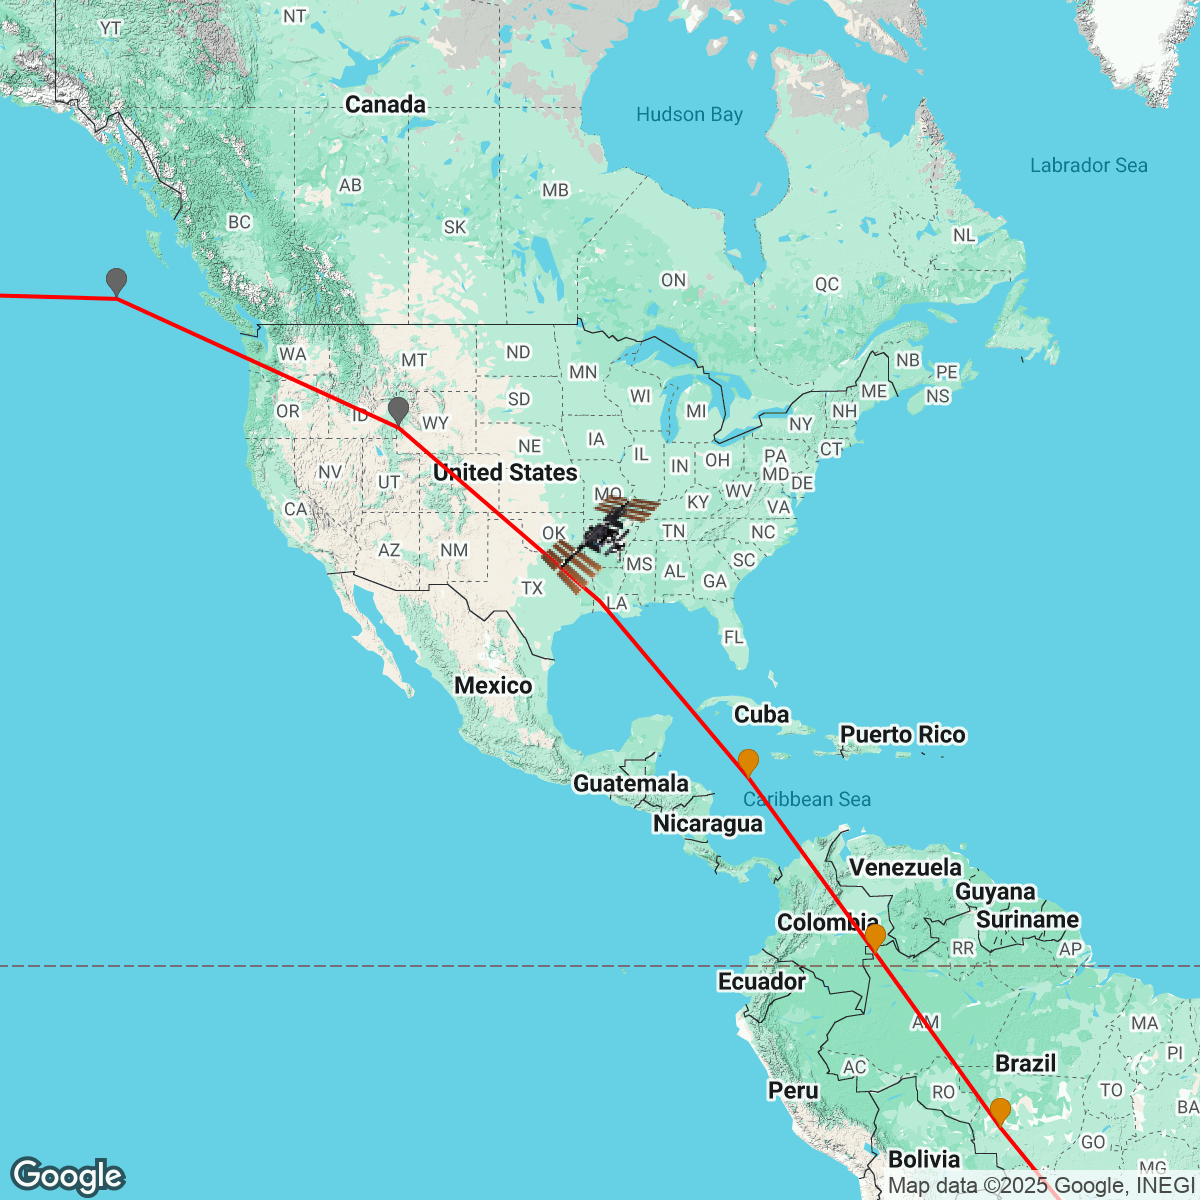 NT
YT
Canada
Hudson Bay
Labrador Sea
AB
MB
BC
SK
NL
ON
QC
WA
MT
ND
NB
MN
PE
ME
OR
ID
WY
SD
WI
MI
NH
NS
NY
IA
NE
IL
IN
OH
PA
CT
NV
UT
United States
MD
DE
MO
KY
WV
VA
CA
OK
TN
NC
AZ
NM
MS
AL
SC
GA
TX
LA
FL
Mexico
Cuba
Puerto Rico
Guatemala
Caribbean Sea
Nicaragua
Venezuela
Guyana
Colombia
Suriname
RR
AP
Ecuador
AM
MA
Brazil
PI
AC
Peru
RO
TO
BA
GO
Bolivia
MG
Google
Map data ©2025 Google, INEGI